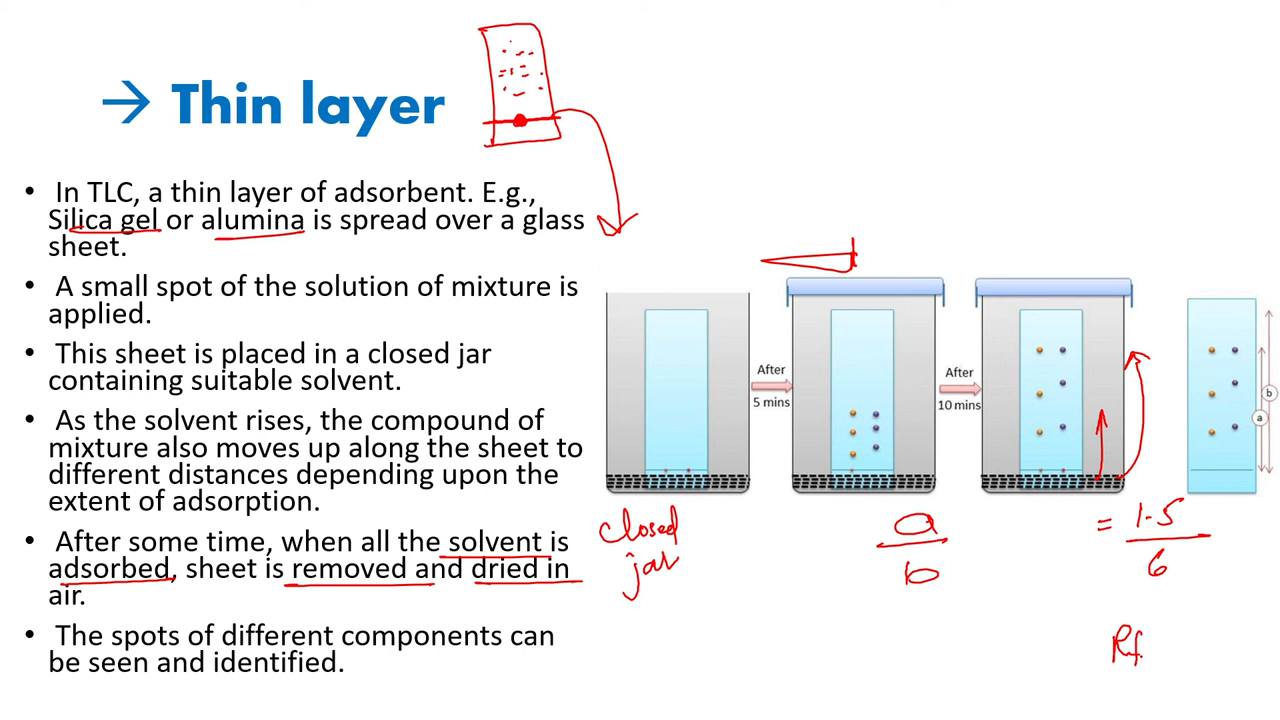 → Thin layer
• In TLC, a thin layer of adsorbent. E.g.,
Silica gel or alumina is spread over a glass
sheet.
• A small spot of the solution of mixture is
applied.
• This sheet is placed in a closed jar
containing suitable solvent.
• As the solvent rises, the compound of
mixture also moves up along the sheet to
different distances depending upon the
extent of adsorption.
• After some time, when all the solvent is
adsorbed, sheet is removed and dried in
air.
• The spots of different components can
be seen and identified.
After
5 mins
After
10 mins
b
a
closed
jar
a
b
= 1.5
6
Rf